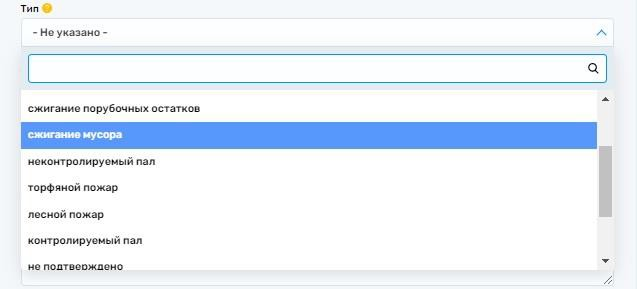 Тип
- Не указано -
сжигание порубочных остатков
сжигание мусора
неконтролируемый пал
торфяной пожар
лесной пожар
контролируемый пал
не подтверждено